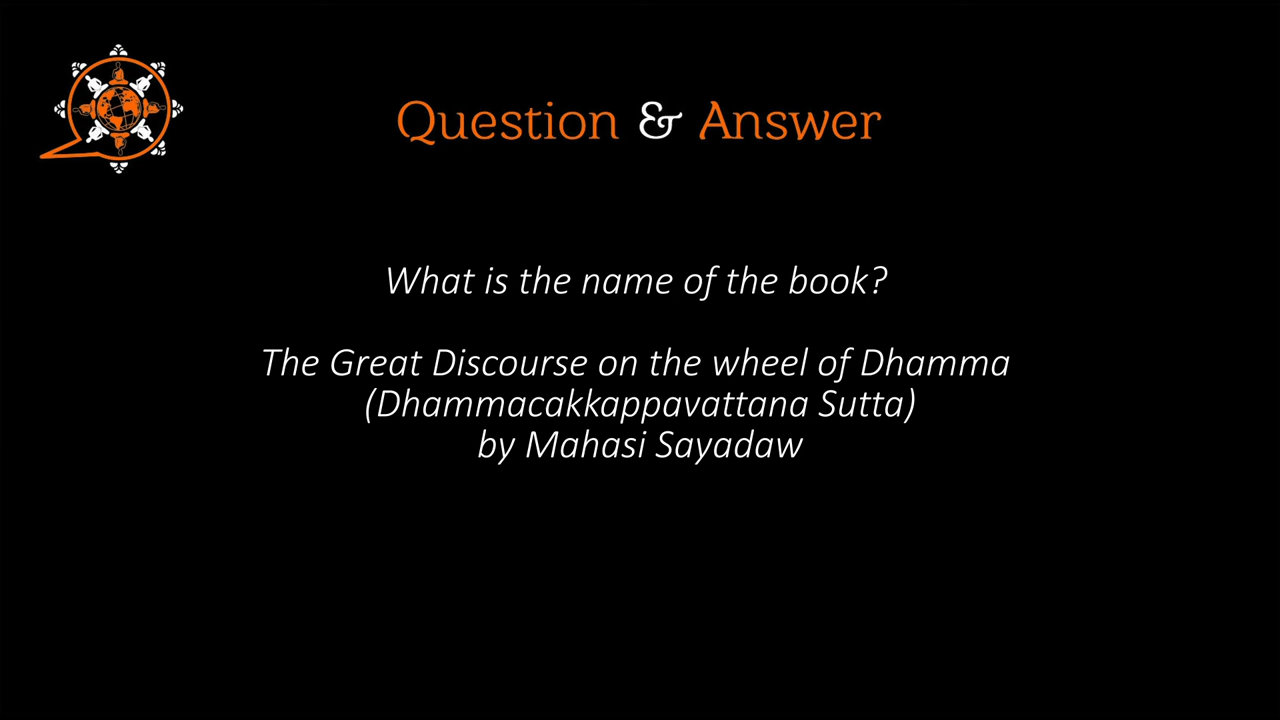 Question & Answer
What is the name of the book?
The Great Discourse on the wheel of Dhamma
(Dhammacakkappavattana Sutta)
by Mahasi Sayadaw